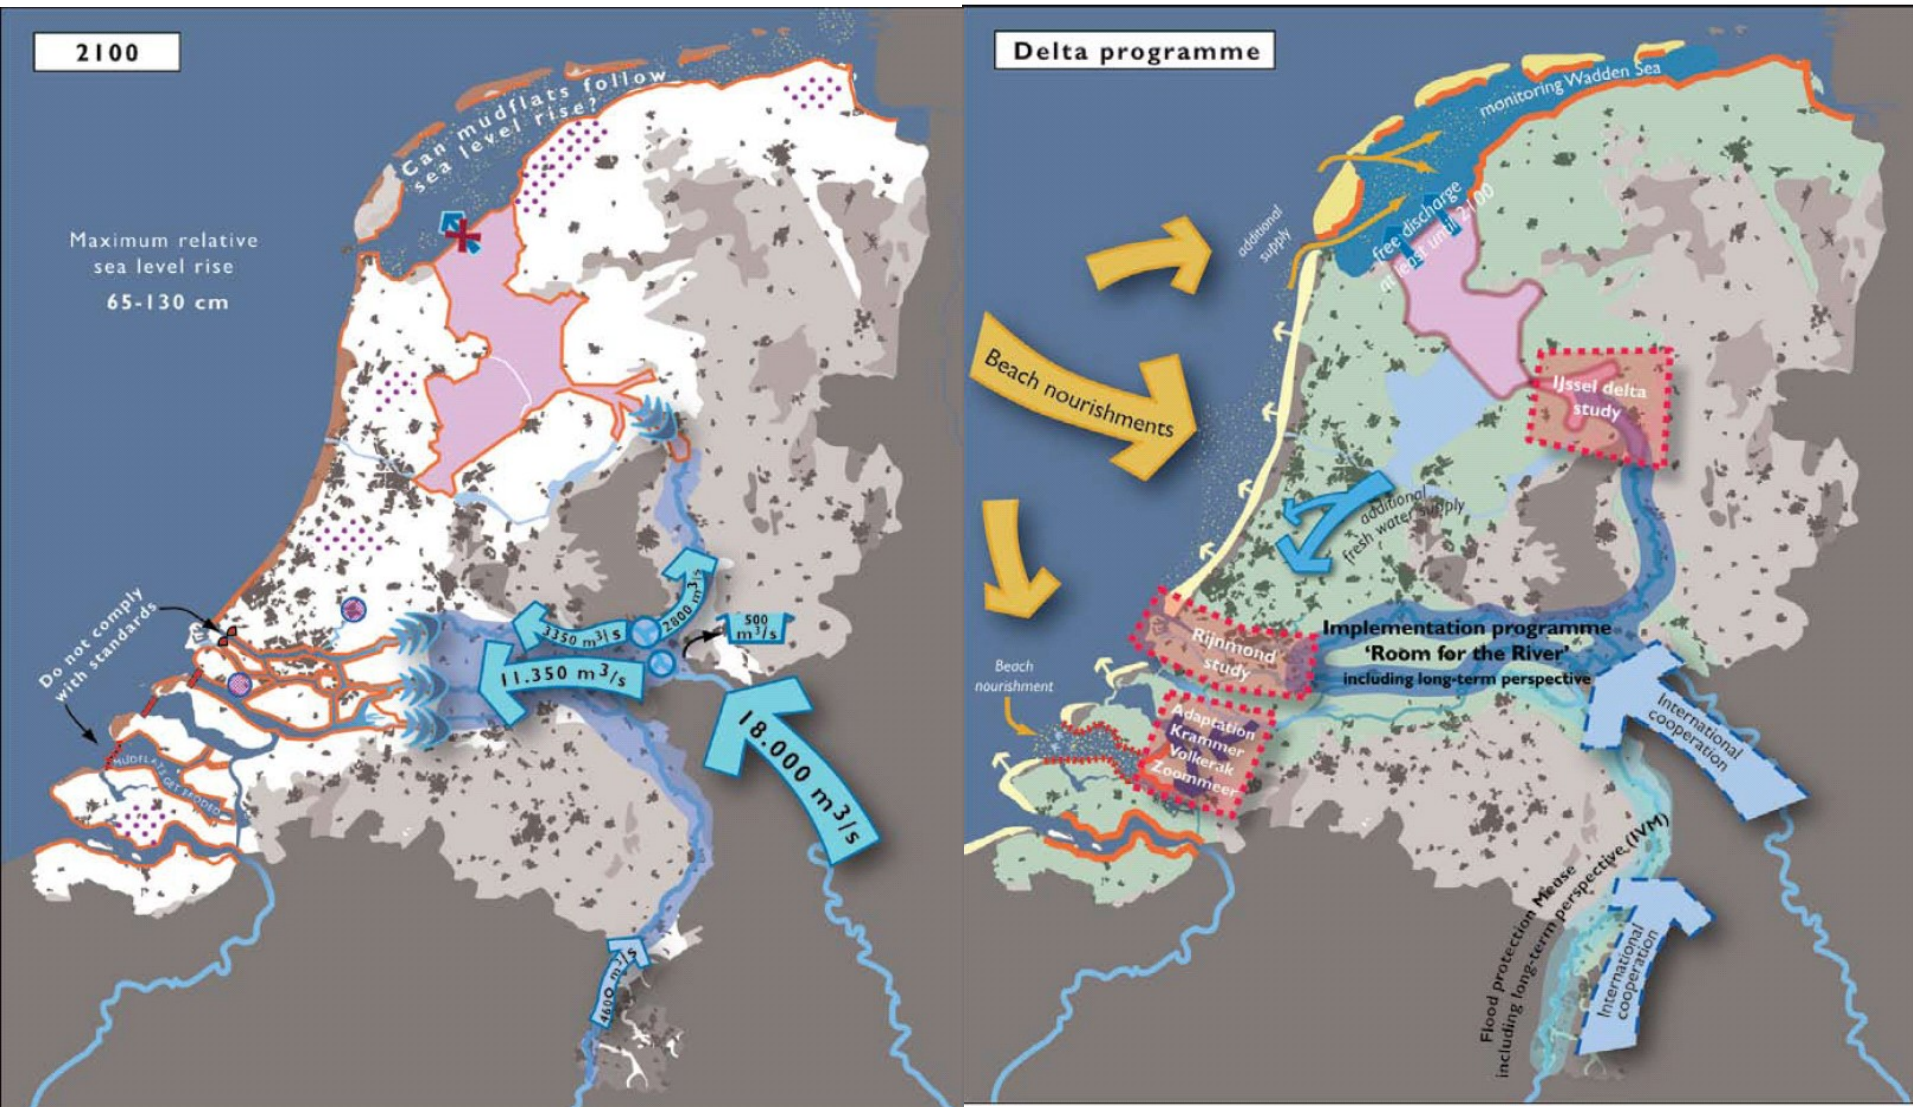 2100
Can mudflats follow
sea level rise?
Maximum relative
sea level rise
65-130 cm
Do not comply
with standards
MUDFLATS GET ERODED
3350 m³/s
2800 m³/s
500
m³/s
11.350 m³/s
18.000 m³/s
4600 m³/s
Delta programme
monitoring Wadden Sea
free discharge
at least until 2100
additional
supply
Beach nourishments
IJssel delta
study
additional
fresh water supply
Rijnmond
study
Implementation programme
‘Room for the River’
including long-term perspective
Beach
nourishment
Adaptation
Krammer
Volkerak
Zoommeer
International
cooperation
Flood protection Meuse
including long-term perspective (IVM)
International
cooperation